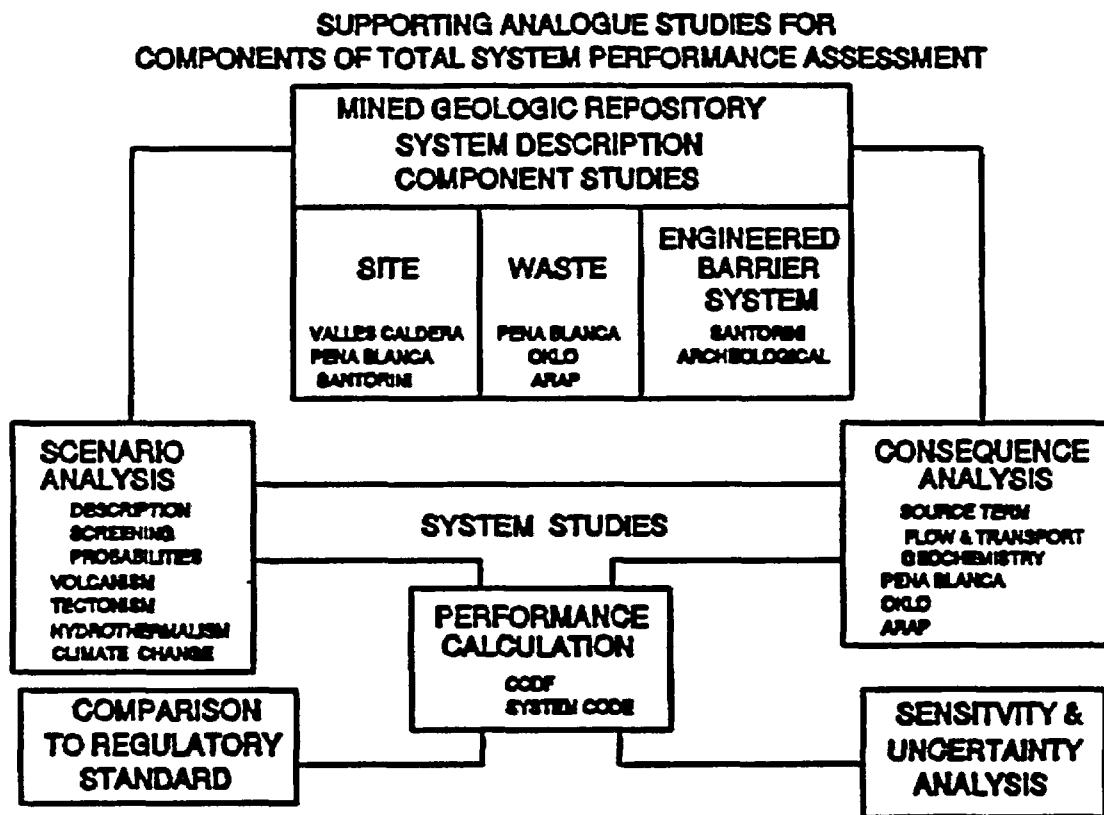 SUPPORTING ANALOGUE STUDIES FOR
COMPONENTS OF TOTAL SYSTEM PERFORMANCE ASSESSMENT
MINED GEOLOGIC REPOSITORY
SYSTEM DESCRIPTION
COMPONENT STUDIES
SITE
VALLES CALDERA
PENA BLANCA
SANTORINI
WASTE
PENA BLANCA
OKLO
ARAP
ENGINEERED
BARRIER
SYSTEM
SANTORINI
ARCHEOLOGICAL
SCENARIO
ANALYSIS
DESCRIPTION
SCREENING
PROBABILITIES
VOLCANISM
TECTONISM
HYDROTHERMALISM
CLIMATE CHANGE
SYSTEM STUDIES
CONSEQUENCE
ANALYSIS
SOURCE TERM
FLOW & TRANSPORT
GEOCHEMISTRY
PENA BLANCA
OKLO
ARAP
PERFORMANCE
CALCULATION
CCDF
SYSTEM CODE
COMPARISON
TO REGULATORY
STANDARD
SENSITVITY &
UNCERTAINTY
ANALYSIS